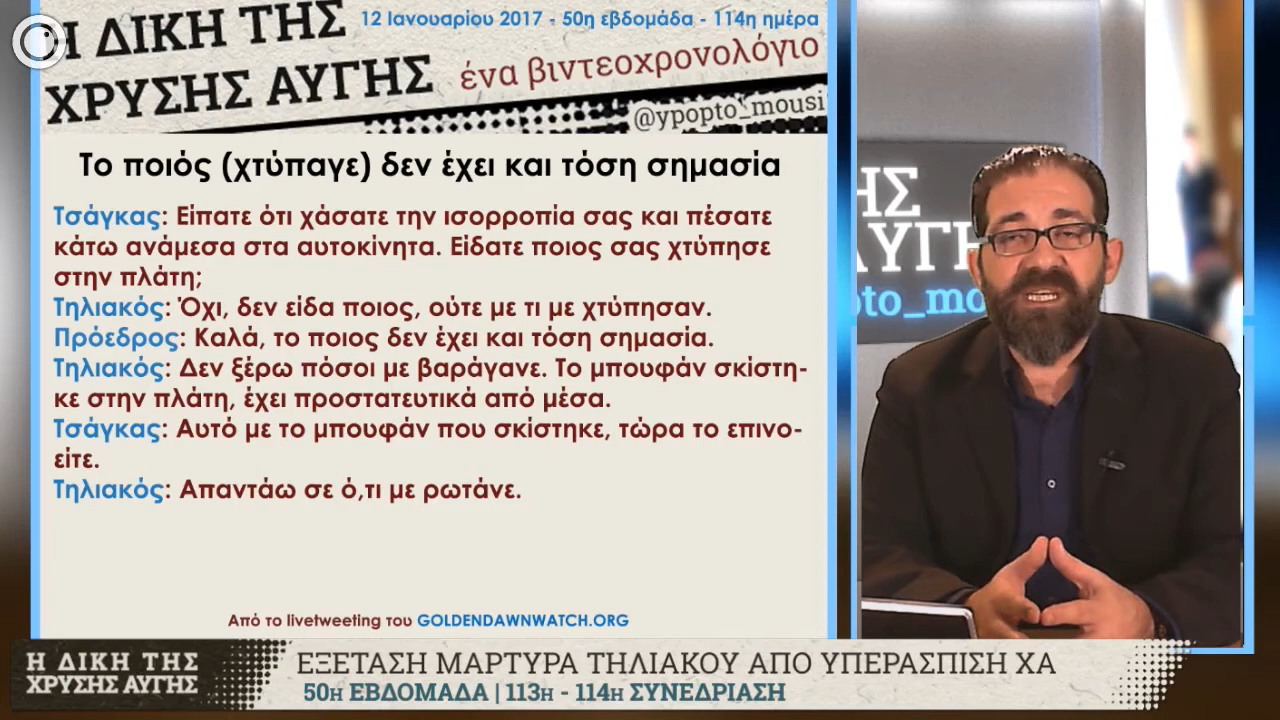 Η ΔΙΚΗ ΤΗΣ
ΧΡΥΣΗΣ ΑΥΓΗΣ
12 Ιανουαρίου 2017 - 50η εβδομάδα - 114η ημέρα
ένα βιντεοχρονολόγιο
@ypopto_mousi
Το ποιός (χτύπαγε) δεν έχει και τόση σημασία
Τσάγκας: Είπατε ότι χάσατε την ισορροπία σας και πέσατε
κάτω ανάμεσα στα αυτοκίνητα. Είδατε ποιος σας χτύπησε
στην πλάτη;
Τηλιακός: Όχι, δεν είδα ποιος, ούτε με τι με χτύπησαν.
Πρόεδρος: Καλά, το ποιος δεν έχει και τόση σημασία.
Τηλιακός: Δεν ξέρω πόσοι με βαράγανε. Το μπουφάν σκίστη-
κε στην πλάτη, έχει προστατευτικά από μέσα.
Τσάγκας: Αυτό με το μπουφάν που σκίστηκε, τώρα το επινο-
είτε.
Τηλιακός: Απαντάω σε ό,τι με ρωτάνε.
Από το livetweeting του GOLDENDAWNWATCH.ORG
ΗΣ
ΑΥΓΗ
pto_mo
Η ΔΙΚΗ ΤΗΣ
ΧΡΥΣΗΣ ΑΥΓΗΣ
ΕΞΕΤΑΣΗ ΜΑΡΤΥΡΑ ΤΗΛΙΑΚΟΥ ΑΠΟ ΥΠΕΡΑΣΠΙΣΗ ΧΑ
50η ΕΒΔΟΜΑΔΑ | 113η - 114η ΣΥΝΕΔΡΙΑΣΗ